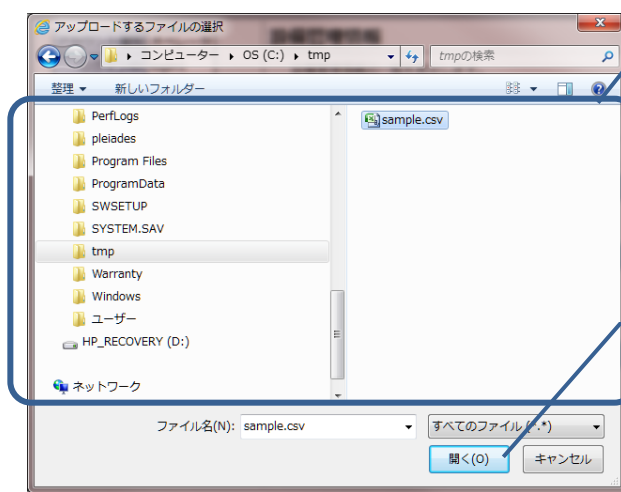 アップロードするファイルの選択
コンピューター OS (C:) tmp
tmpの検索
整理 新しいフォルダー
PerfLogs
pleiades
Program Files
ProgramData
SWSETUP
SYSTEM.SAV
tmp
Warranty
Windows
ユーザー
HP_RECOVERY (D:)
ネットワーク
sample.csv
ファイル名(N): sample.csv
すべてのファイル (*.*)
開く(O) キャンセル